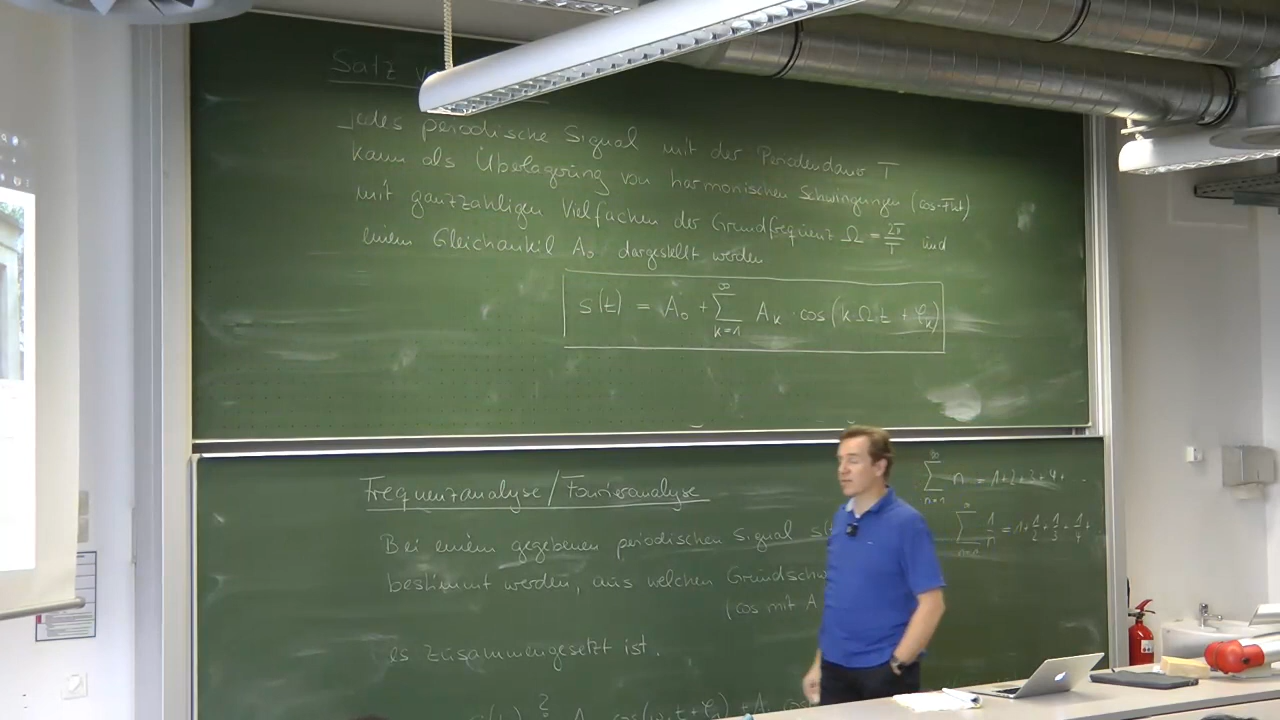 Satz
jedes periodische Signal mit der Periodendauer T
kann als Überlagerung von harmonischen Schwingungen (cos-Fkt)
mit ganzzahligen Vielfachen der Grundfrequenz Ω = 2π/T und
einem Gleichanteil A₀ dargestellt werden
s(t) = A₀ + ∑_{k=1}^{∞} A_k · cos(kΩt + φ_k)
Frequenzanalyse / Fourieranalyse
∑_{n=1}^{∞} n = 1+2+3+4+
Bei einem gegebenen periodischen Signal
∑_{n=1}^{∞} 1/n = 1 + 1/2 + 1/3 + 1/4 +
bestimmt werden, aus welchen
(cos mit A
es zusammengesetzt ist.